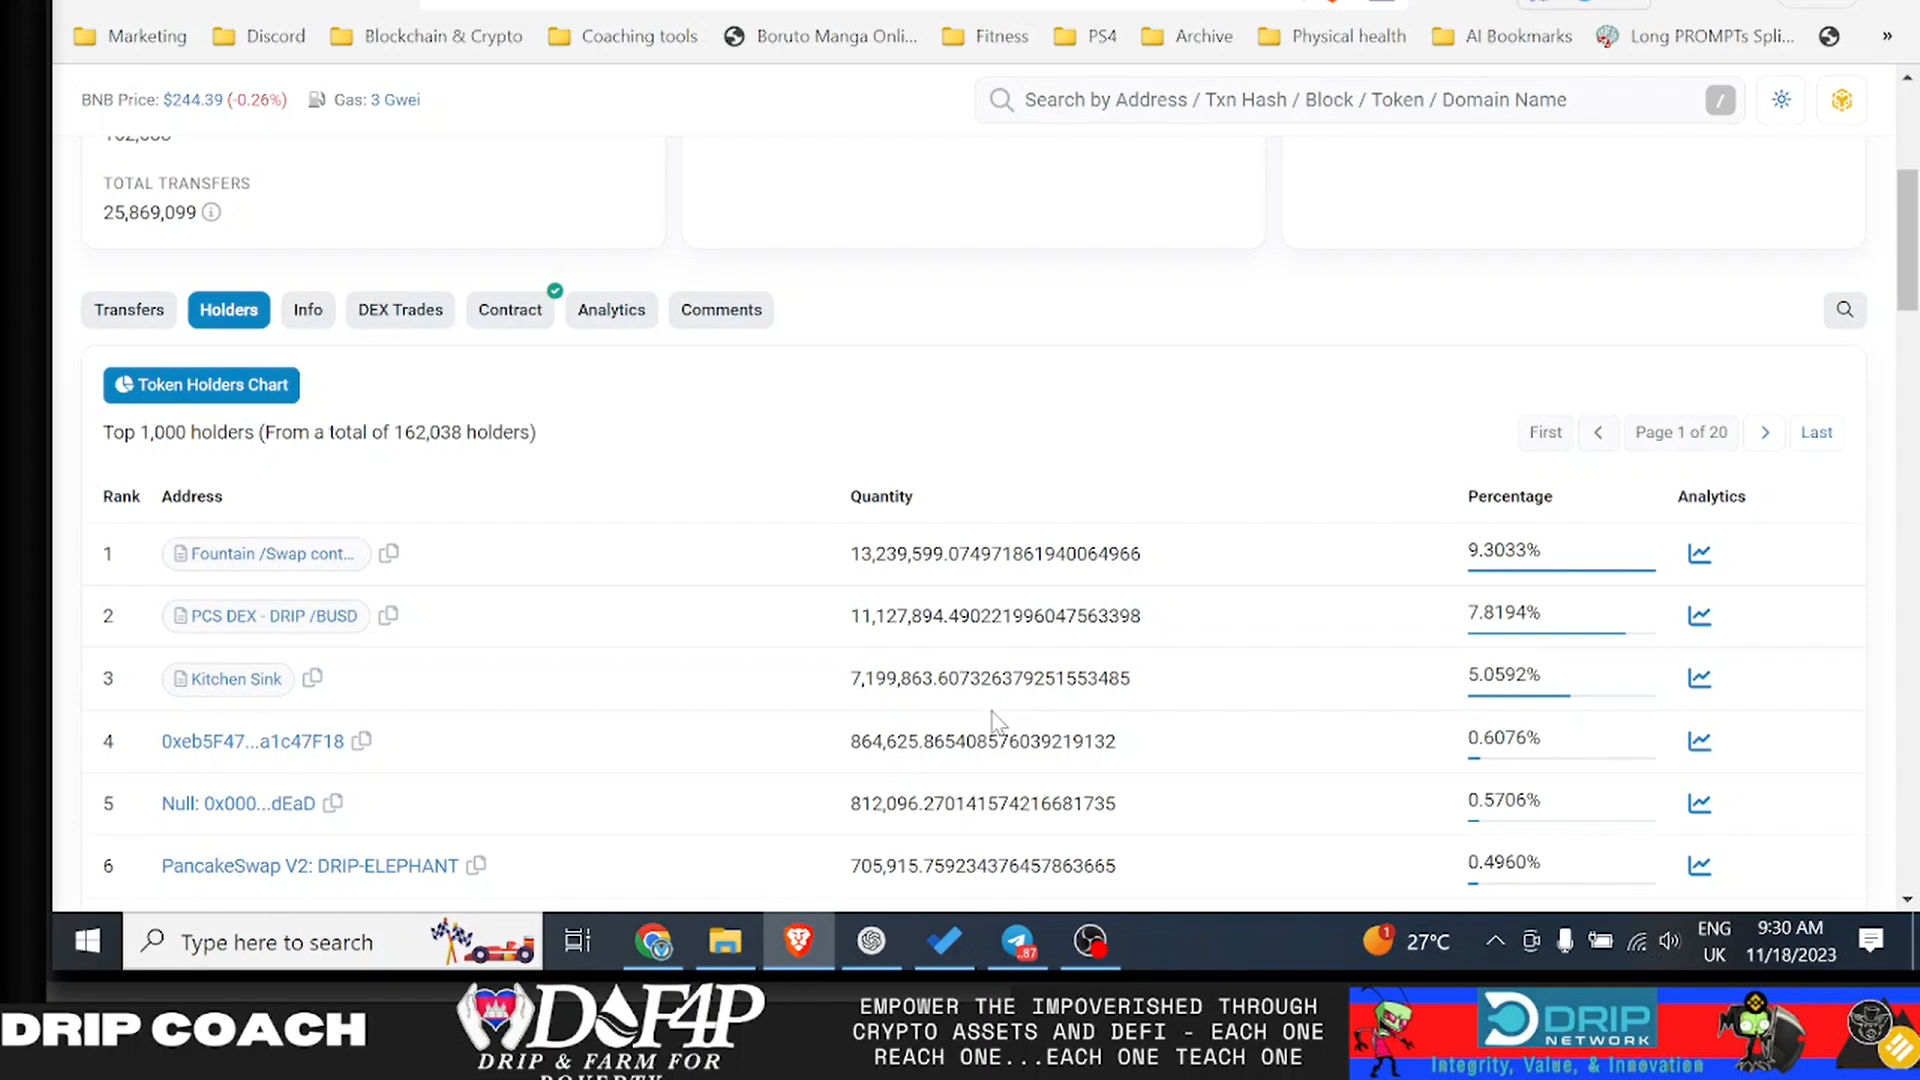 Marketing Discord Blockchain & Crypto Coaching tools Boruto Manga Onli... Fitness PS4 Archive Physical health AI Bookmarks Long PROMPTs Spli... »
BNB Price: $244.39 (-0.26%) Gas: 3 Gwei Search by Address / Txn Hash / Block / Token / Domain Name /
TOTAL TRANSFERS
25,869,099
Transfers Holders Info DEX Trades Contract Analytics Comments
Token Holders Chart
Top 1,000 holders (From a total of 162,038 holders) First Page 1 of 20 Last
Rank Address Quantity Percentage Analytics
1 Fountain /Swap cont... 13,239,599.074971861940064966 9.3033%
2 PCS DEX - DRIP /BUSD 11,127,894.490221996047563398 7.8194%
3 Kitchen Sink 7,199,863.607326379251553485 5.0592%
4 0xeb5F47...a1c47F18 864,625.865408576039219132 0.6076%
5 Null: 0x000...dEaD 812,096.270141574216681735 0.5706%
6 PancakeSwap V2: DRIP-ELEPHANT 705,915.759234376457863665 0.4960%
Type here to search ..87 1 27°C ENG 9:30 AM
UK 11/18/2023
DRIP COACH
DOF4P
DRIP & FARM FOR
POVERTY
EMPOWER THE IMPOVERISHED THROUGH
CRYPTO ASSETS AND DEFI - EACH ONE
REACH ONE...EACH ONE TEACH ONE
DRIP
NETWORK
Integrity, Value, & Innovation